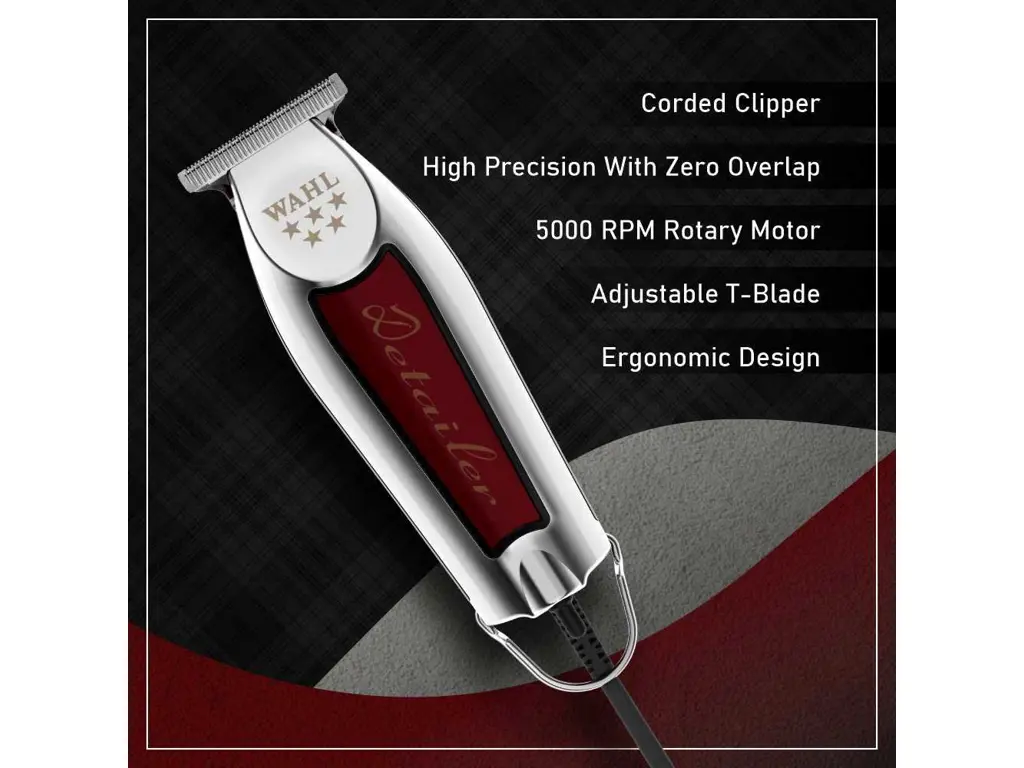 WAHL
Detailer
Corded Clipper
High Precision With Zero Overlap
5000 RPM Rotary Motor
Adjustable T-Blade
Ergonomic Design